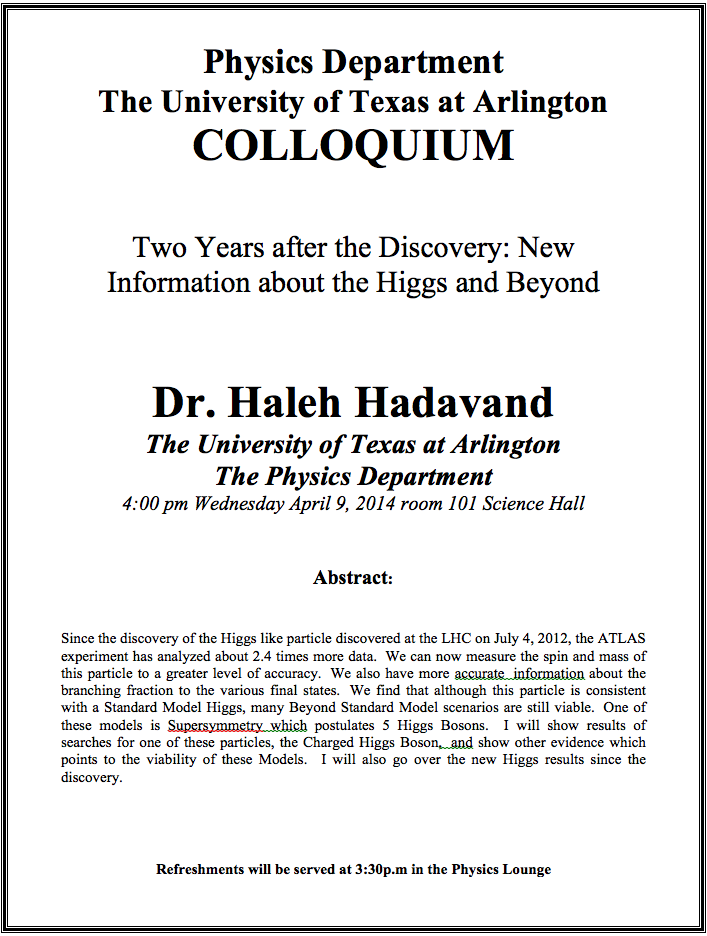 Physics Department
The University of Texas at Arlington
COLLOQUIUM
Two Years after the Discovery: New
Information about the Higgs and Beyond
Dr. Haleh Hadavand
The University of Texas at Arlington
The Physics Department
4:00 pm Wednesday April 9, 2014 room 101 Science Hall
Abstract:
Since the discovery of the Higgs like particle discovered at the LHC on July 4, 2012, the ATLAS
experiment has analyzed about 2.4 times more data. We can now measure the spin and mass of
this particle to a greater level of accuracy. We also have more accurate information about the
branching fraction to the various final states. We find that although this particle is consistent
with a Standard Model Higgs, many Beyond Standard Model scenarios are still viable. One of
these models is Supersymmetry which postulates 5 Higgs Bosons. I will show results of
searches for one of these particles, the Charged Higgs Boson, and show other evidence which
points to the viability of these Models. I will also go over the new Higgs results since the
discovery.
Refreshments will be served at 3:30p.m in the Physics Lounge